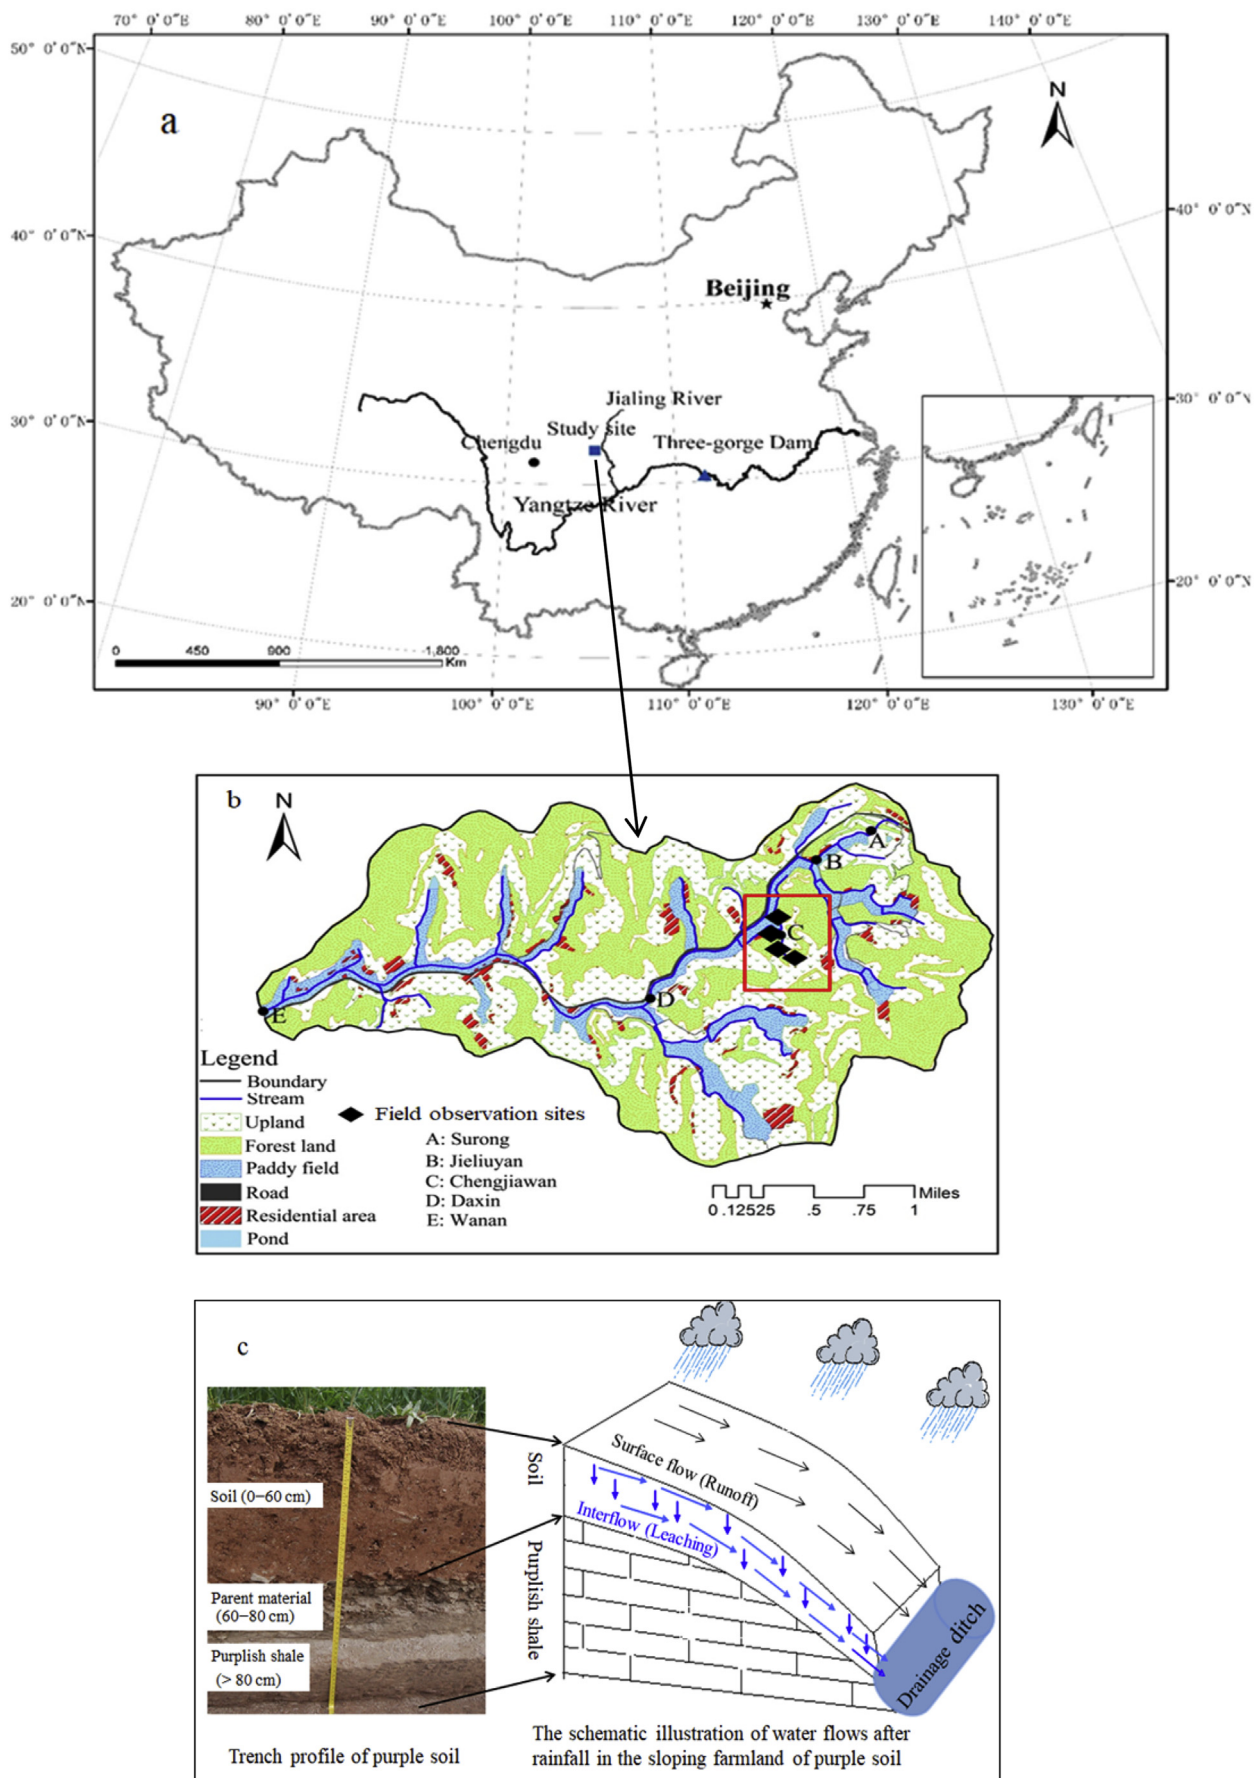 70° 0′0″E 80° 0′0″E 90° 0′0″E 100° 0′0″E 110° 0′0″E 120° 0′0″E 130° 0′0″E 140° 0′0″E
50° 0′0″N
a
N
40° 0′0″N
40° 0′0″N
Beijing
30° 0′0″N
30° 0′0″N
Jialing River
Study site
Chengdu
Three-gorge Dam
Yangtze River
20° 0′0″N
20° 0′0″N
0 450 900 1,800
Km
90° 0′0″E 100° 0′0″E 110° 0′0″E 120° 0′0″E 130° 0′0″E
b
N
A
B
C
D
E
Legend
Boundary
Stream
Upland
Forest land
Paddy field
Road
Residential area
Pond
Field observation sites
A: Surong
B: Jieliuyan
C: Chengjiawan
D: Daxin
E: Wanan
Miles
0 .125.25 .5 .75 1
c
Soil (0–60 cm)
Parent material
(60–80 cm)
Purplish shale
(> 80 cm)
Trench profile of purple soil
Soil
Purplish shale
Surface flow (Runoff)
Interflow (Leaching)
Drainage ditch
The schematic illustration of water flows after
rainfall in the sloping farmland of purple soil